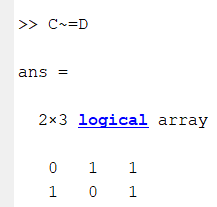 >> C~=D
ans =
2×3 logical array
0 1 1
1 0 1